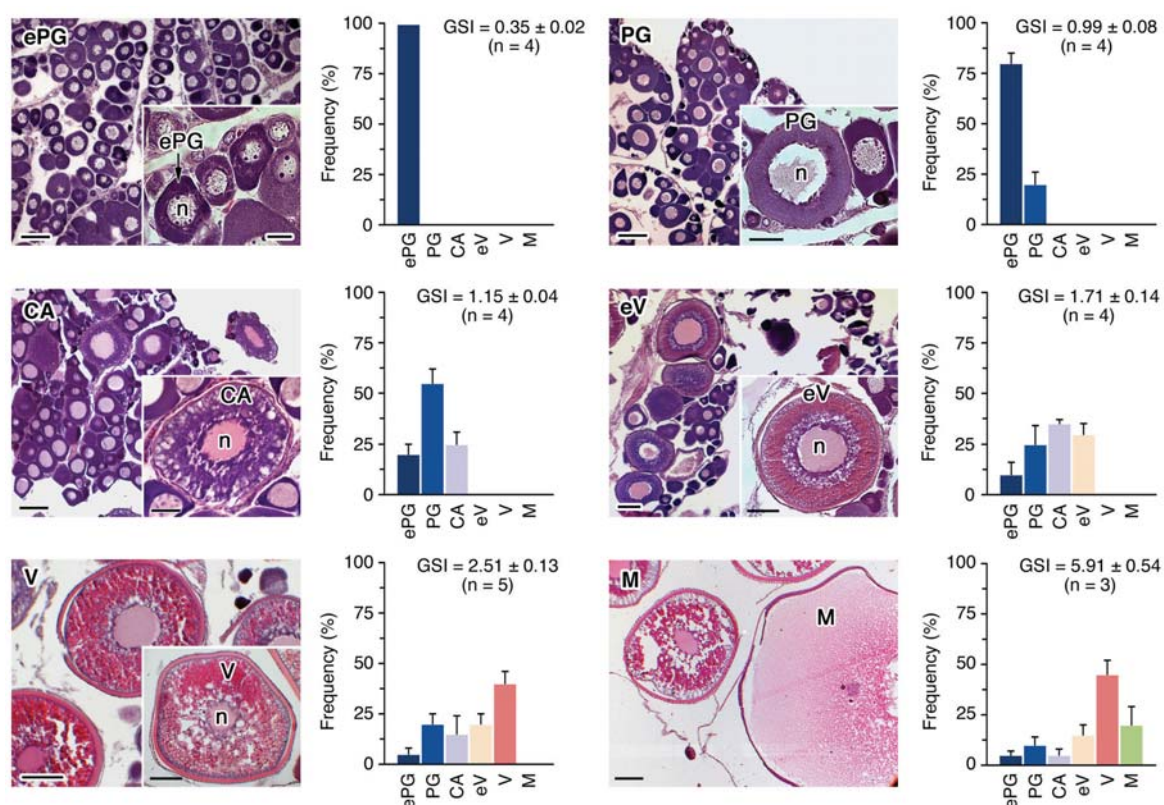 ePG
ePG
n
Frequency (%)
100
75
50
25
0
GSI = 0.35 ± 0.02
(n = 4)
ePG
PG
CA
eV
V
M
PG
PG
n
Frequency (%)
100
75
50
25
0
GSI = 0.99 ± 0.08
(n = 4)
ePG
PG
CA
eV
V
M
CA
CA
n
Frequency (%)
100
75
50
25
0
GSI = 1.15 ± 0.04
(n = 4)
ePG
PG
CA
eV
V
M
eV
eV
n
Frequency (%)
100
75
50
25
0
GSI = 1.71 ± 0.14
(n = 4)
ePG
PG
CA
eV
V
M
V
V
n
Frequency (%)
100
75
50
25
0
GSI = 2.51 ± 0.13
(n = 5)
ePG
PG
CA
eV
V
M
M
M
Frequency (%)
100
75
50
25
0
GSI = 5.91 ± 0.54
(n = 3)
ePG
PG
CA
eV
V
M